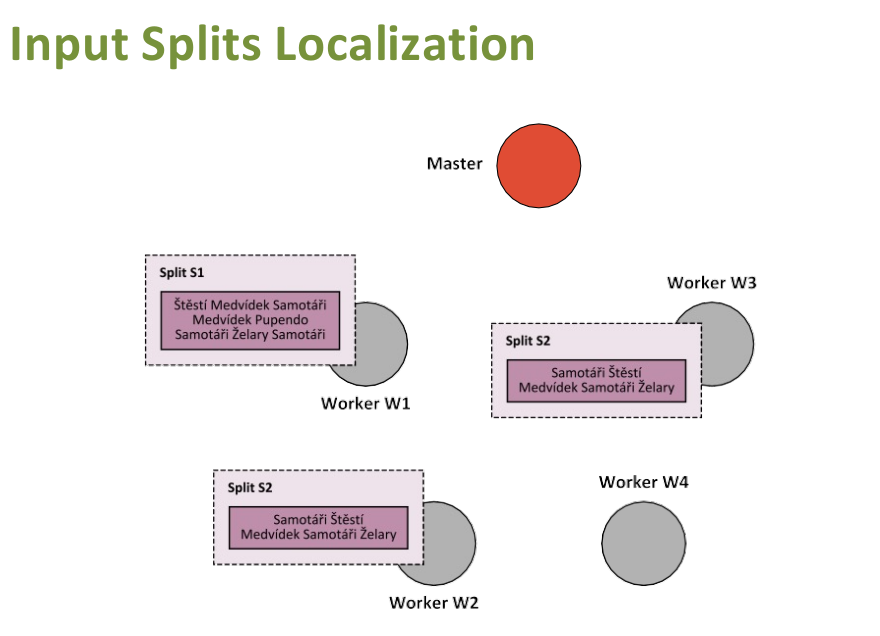 Input Splits Localization
Master
Split S1
Štěstí Medvídek Samotáři
Medvídek Pupendo
Samotáři Želary Samotáři
Worker W1
Worker W3
Split S2
Samotáři Štěstí
Medvídek Samotáři Želary
Split S2
Samotáři Štěstí
Medvídek Samotáři Želary
Worker W2
Worker W4